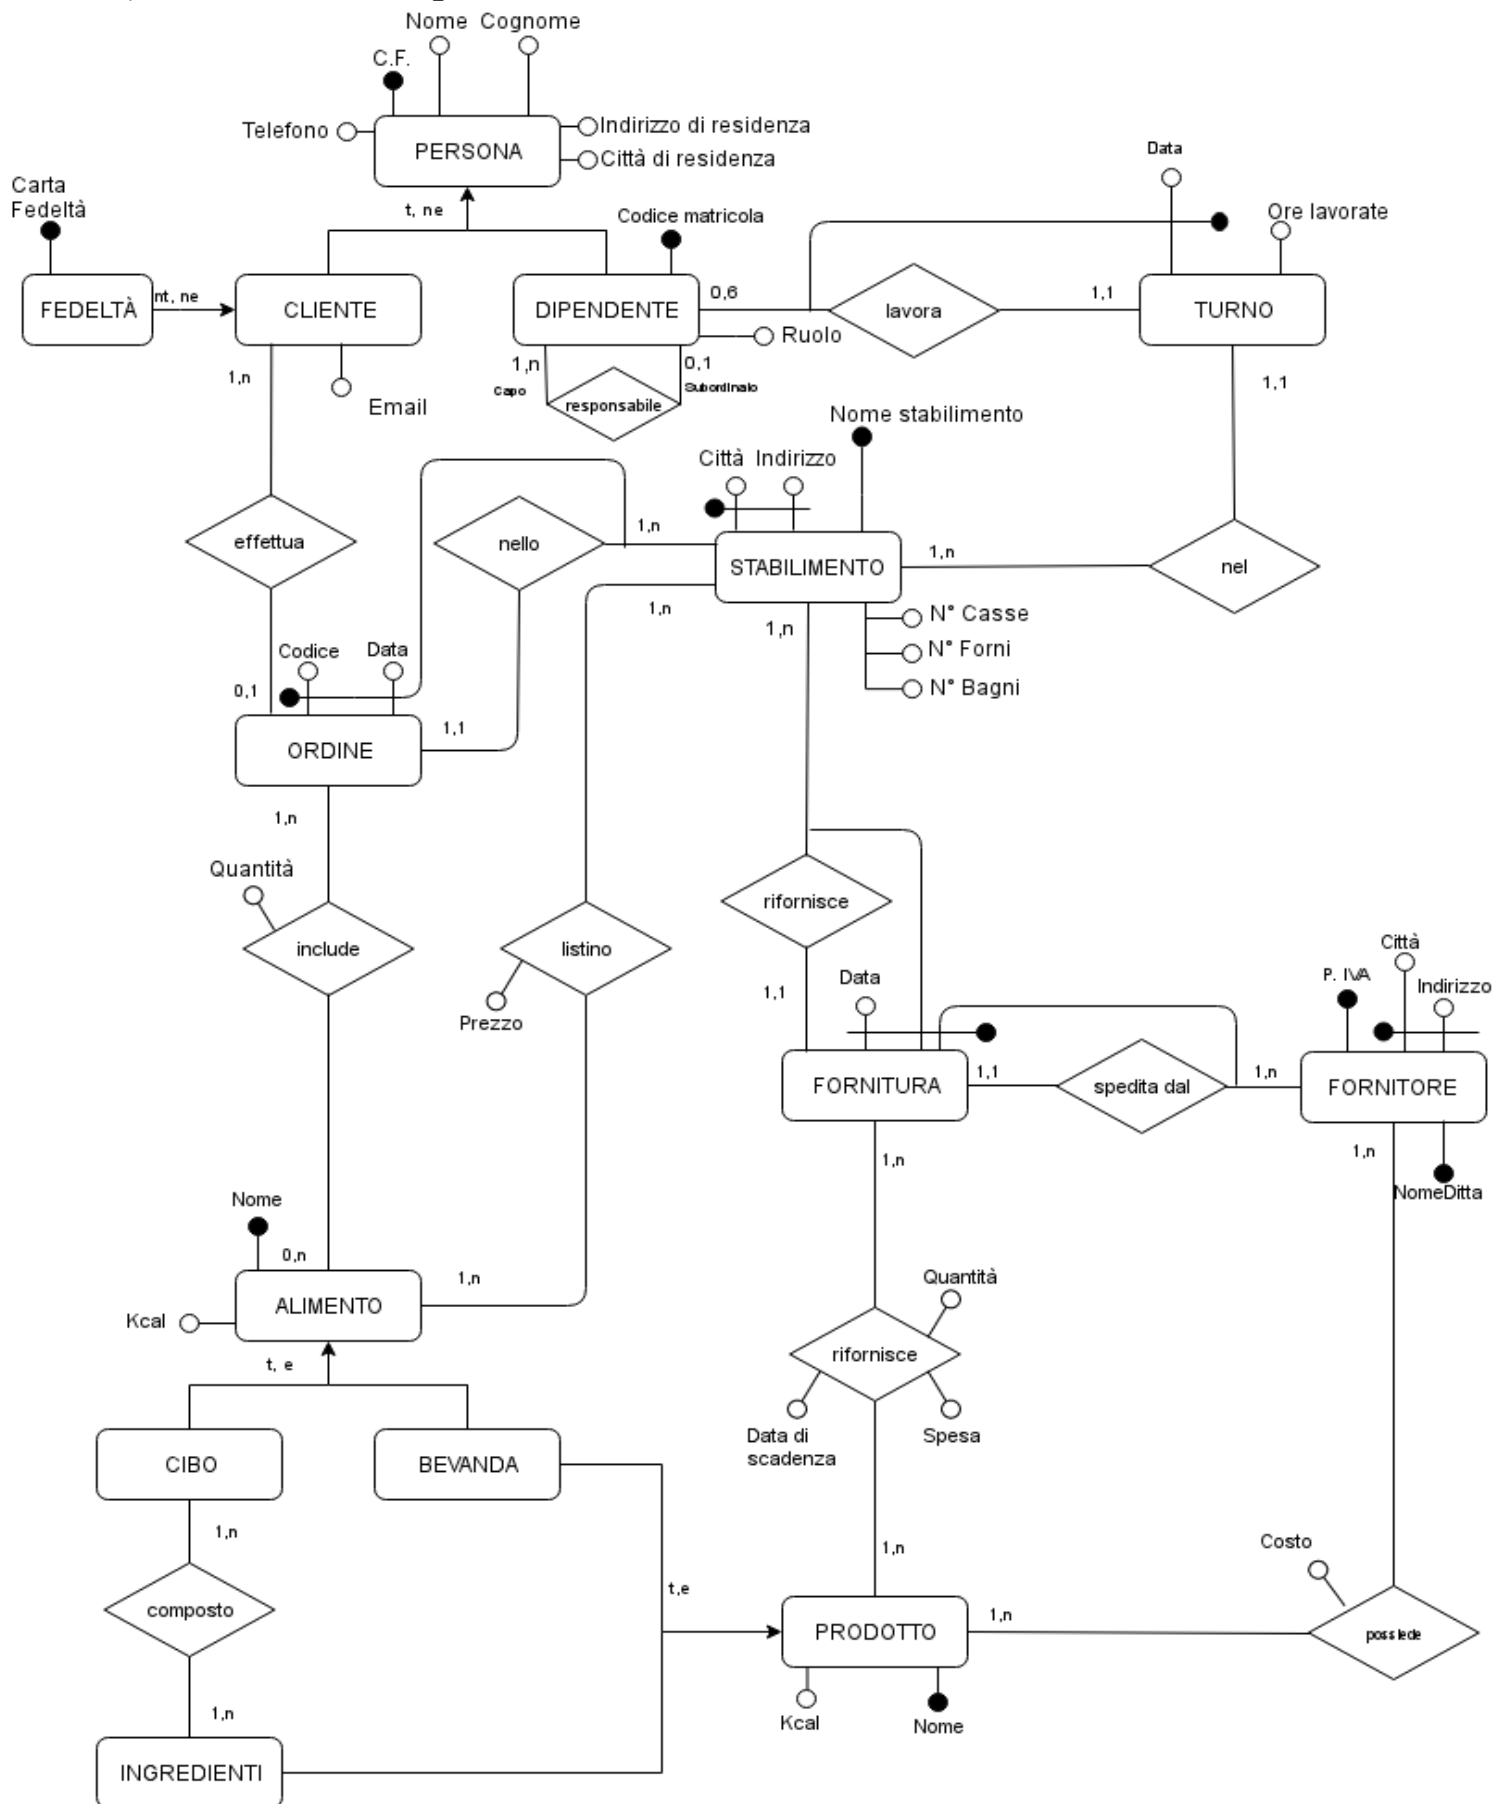 Nome Cognome
C.F.
Telefono
Indirizzo di residenza
PERSONA
Città di residenza
Data
Carta
Fedeltà
t, ne
Codice matricola
Ore lavorate
FEDELTÀ
nt, ne
CLIENTE
DIPENDENTE
0,6
lavora
1,1
TURNO
Ruolo
1,n
Email
1,n
Capo
0,1
Subordinato
responsabile
1,1
Nome stabilimento
Città Indirizzo
effettua
nello
1,n
STABILIMENTO
1,n
nel
1,n
1,n
N° Casse
N° Forni
N° Bagni
Codice
Data
0,1
ORDINE
1,1
1,n
Quantità
include
listino
Prezzo
rifornisce
1,1
Data
Città
P. IVA
Indirizzo
FORNITURA
1,1
spedita dal
1,n
FORNITORE
1,n
1,n
NomeDitta
Nome
0,n
1,n
ALIMENTO
Kcal
t, e
Quantità
rifornisce
Data di
scadenza
Spesa
CIBO
BEVANDA
1,n
composto
1,n
INGREDIENTI
t,e
1,n
PRODOTTO
1,n
Costo
possiede
Kcal
Nome